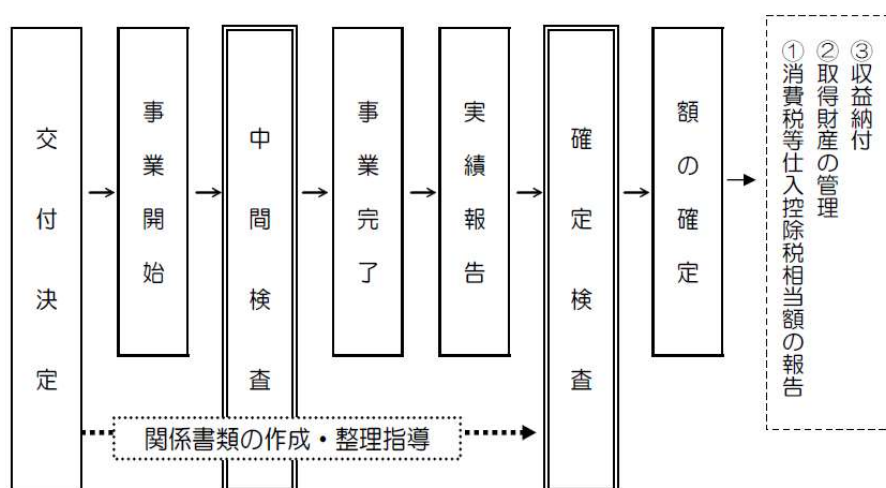 交付決定
事業開始
中間検査
事業完了
実績報告
確定検査
額の確定
①消費税等仕入控除税相当額の報告
②取得財産の管理
③収益納付
関係書類の作成・整理指導